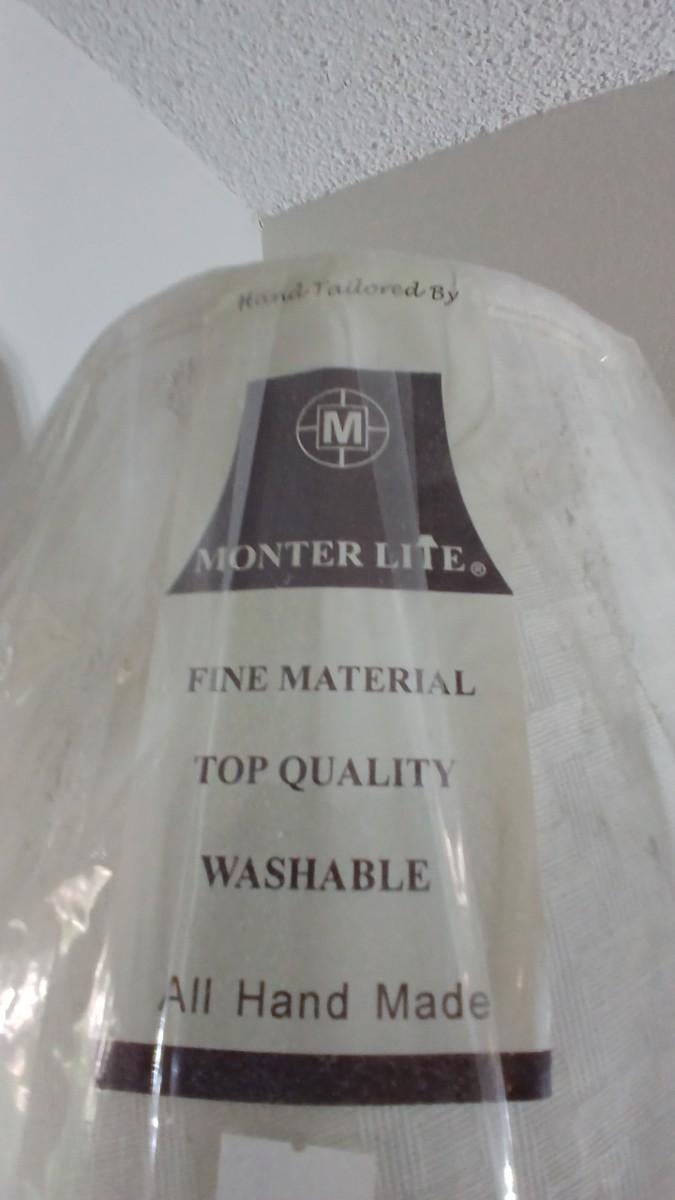 Hand Tailored By
M
MONTER LITE®
FINE MATERIAL
TOP QUALITY
WASHABLE
All Hand Made